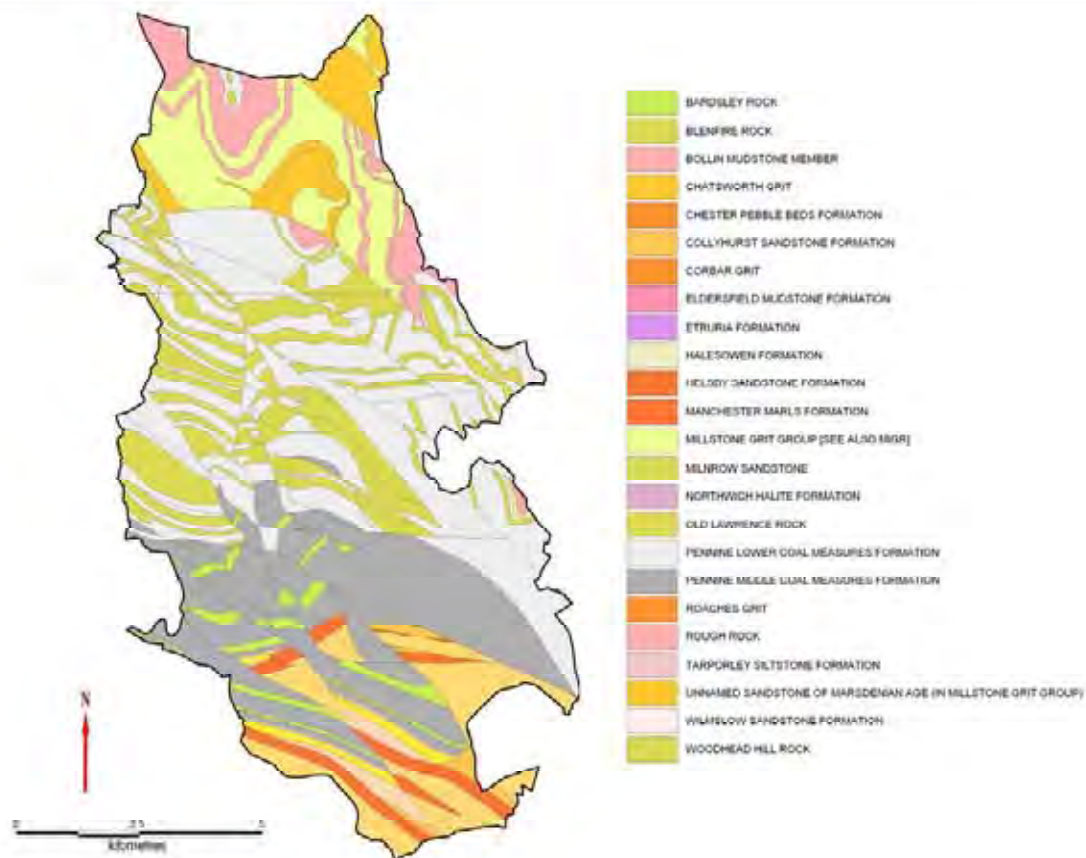 BARDSLEY ROCK
BLENFIRE ROCK
BOLLIN MUDSTONE MEMBER
CHATSWORTH GRIT
CHESTER PEBBLE BEDS FORMATION
COLLYHURST SANDSTONE FORMATION
CORBAR GRIT
ELDERSFIELD MUDSTONE FORMATION
ETRURIA FORMATION
HALESOWEN FORMATION
HELSBY SANDSTONE FORMATION
MANCHESTER MARLS FORMATION
MILLSTONE GRIT GROUP [SEE ALSO MIGR]
MILNROW SANDSTONE
NORTHWICH HALITE FORMATION
OLD LAWRENCE ROCK
PENNINE LOWER COAL MEASURES FORMATION
PENNINE MIDDLE COAL MEASURES FORMATION
ROACHES GRIT
ROUGH ROCK
TARPORLEY SILTSTONE FORMATION
UNNAMED SANDSTONE OF MARSDENIAN AGE (IN MILLSTONE GRIT GROUP)
WILMSLOW SANDSTONE FORMATION
WOODHEAD HILL ROCK
N
0 2.5 5
kilometres